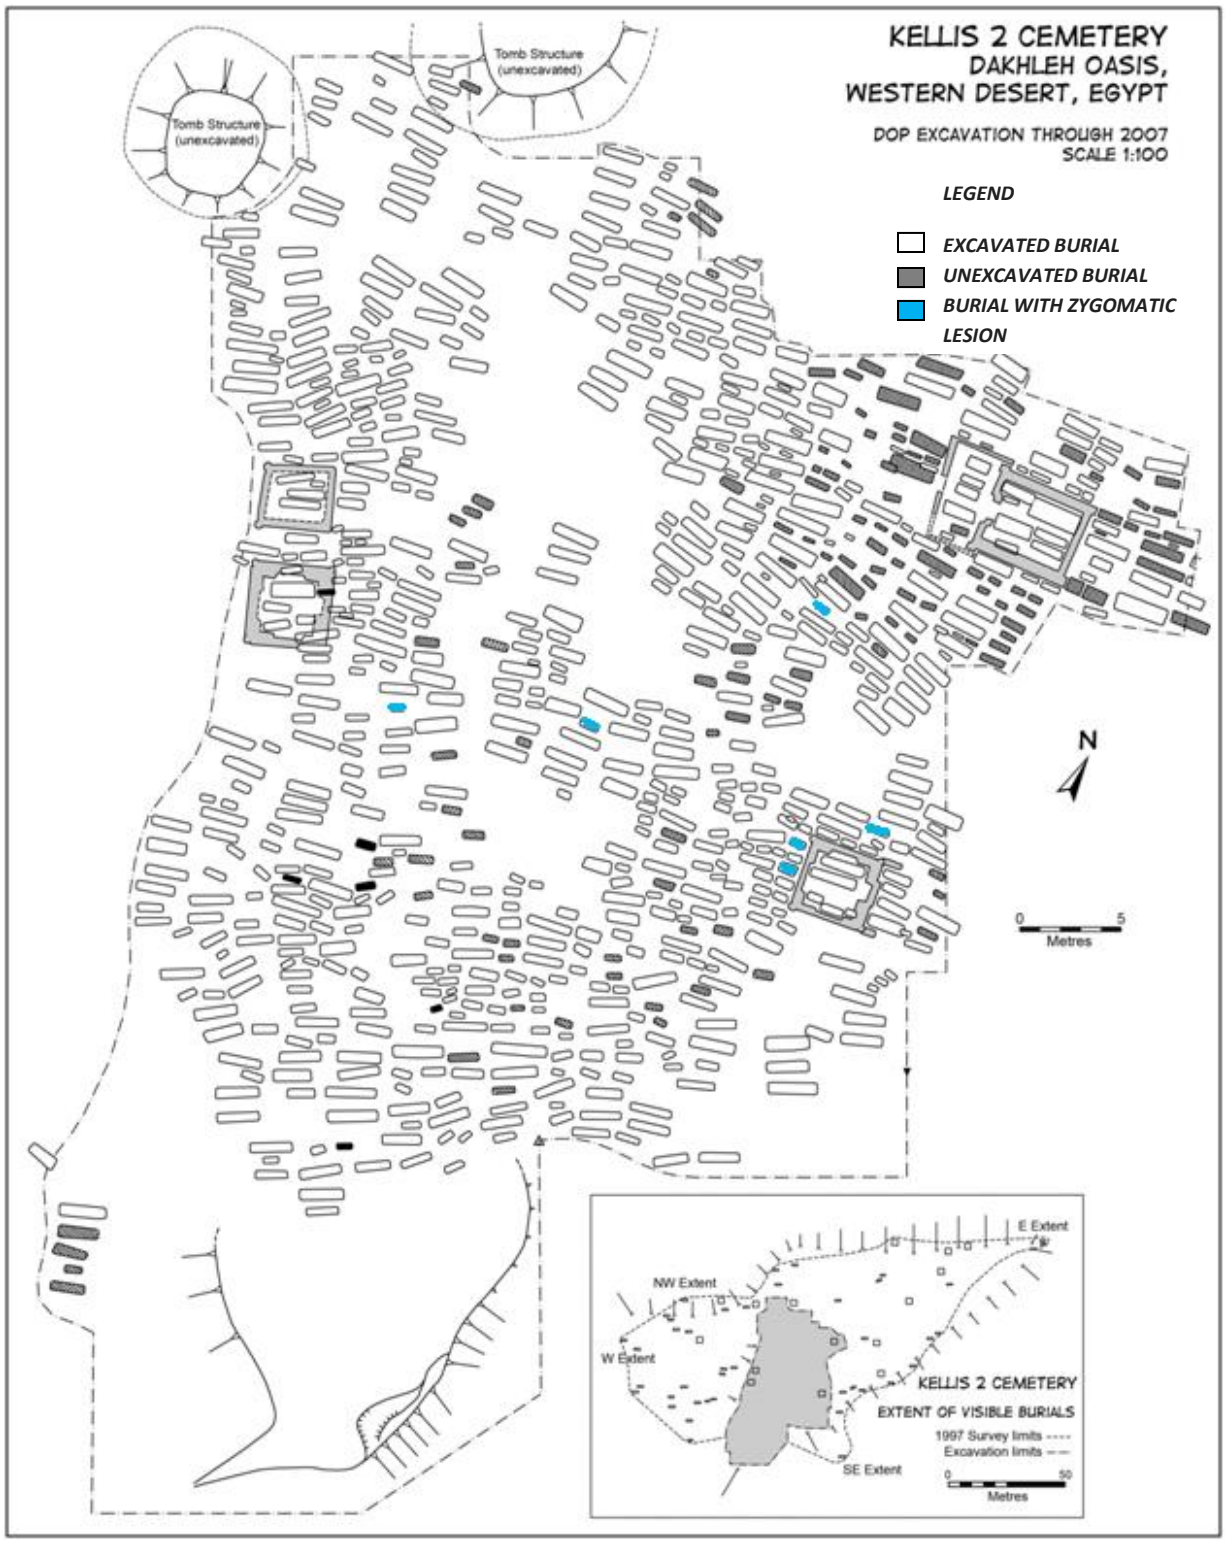 KELLIS 2 CEMETERY
DAKHLEH OASIS,
WESTERN DESERT, EGYPT
DOP EXCAVATION THROUGH 2007
SCALE 1:100
Tomb Structure
(unexcavated)
Tomb Structure
(unexcavated)
LEGEND
EXCAVATED BURIAL
UNEXCAVATED BURIAL
BURIAL WITH ZYGOMATIC
LESION
N
0 5
Metres
E Extent
NW Extent
W Extent
KELLIS 2 CEMETERY
EXTENT OF VISIBLE BURIALS
1997 Survey limits
Excavation limits
SE Extent
0 50
Metres